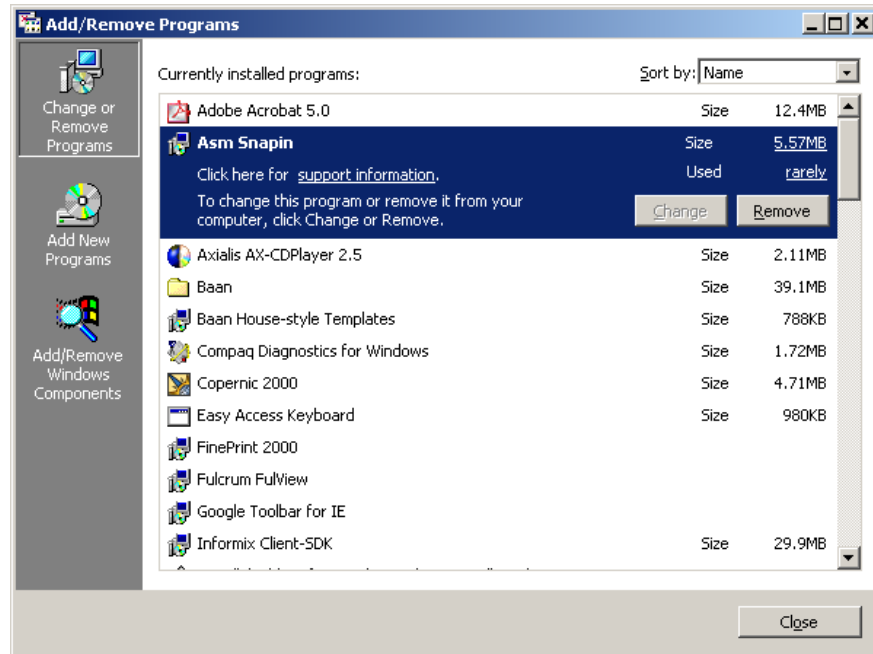 Add/Remove Programs
Change or
Remove
Programs
Add New
Programs
Add/Remove
Windows
Components
Currently installed programs:
Sort by: Name
Adobe Acrobat 5.0 Size 12.4MB
Asm Snapin Size 5.57MB
Click here for support information. Used rarely
To change this program or remove it from your
computer, click Change or Remove.
Change Remove
Axialis AX-CDPlayer 2.5 Size 2.11MB
Baan Size 39.1MB
Baan House-style Templates Size 788KB
Compaq Diagnostics for Windows Size 1.72MB
Copernic 2000 Size 4.71MB
Easy Access Keyboard Size 980KB
FinePrint 2000
Fulcrum FulView
Google Toolbar for IE
Informix Client-SDK Size 29.9MB
Close